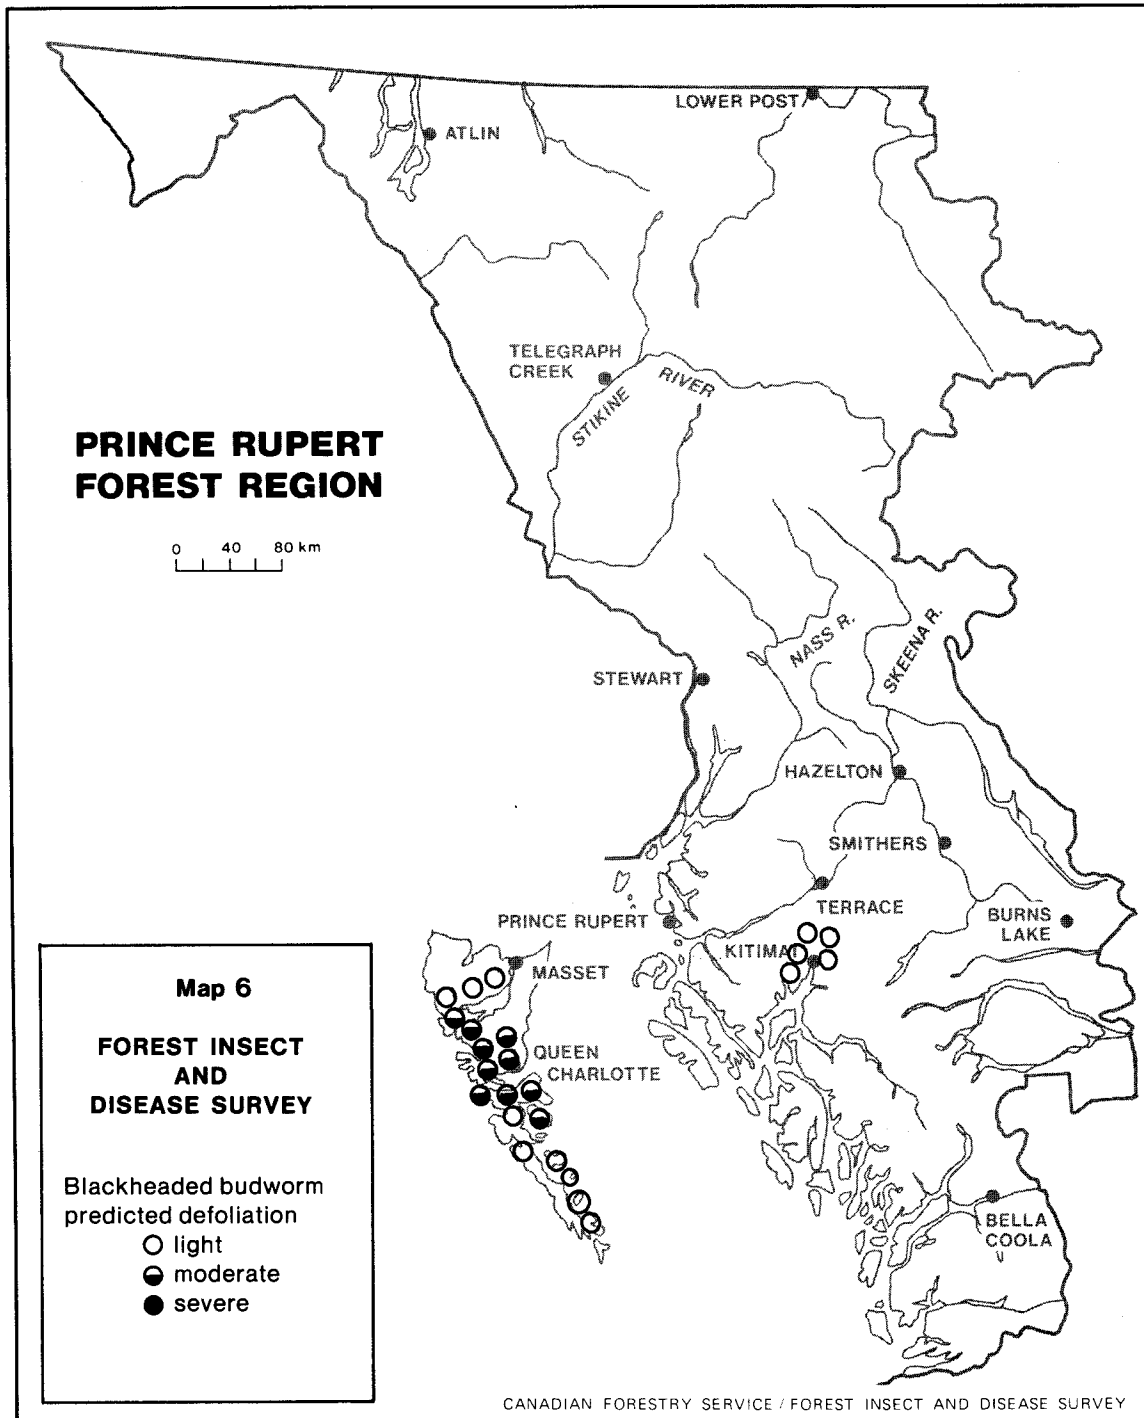 LOWER POST
ATLIN
TELEGRAPH
CREEK
STIKINE
RIVER
PRINCE RUPERT
FOREST REGION
0 40 80 km
NASS R.
SKEENA R.
STEWART
HAZELTON
SMITHERS
TERRACE
PRINCE RUPERT
BURNS
LAKE
KITIMAT
MASSET
QUEEN
CHARLOTTE
BELLA
COOLA
Map 6
FOREST INSECT
AND
DISEASE SURVEY
Blackheaded budworm
predicted defoliation
light
moderate
severe
CANADIAN FORESTRY SERVICE / FOREST INSECT AND DISEASE SURVEY